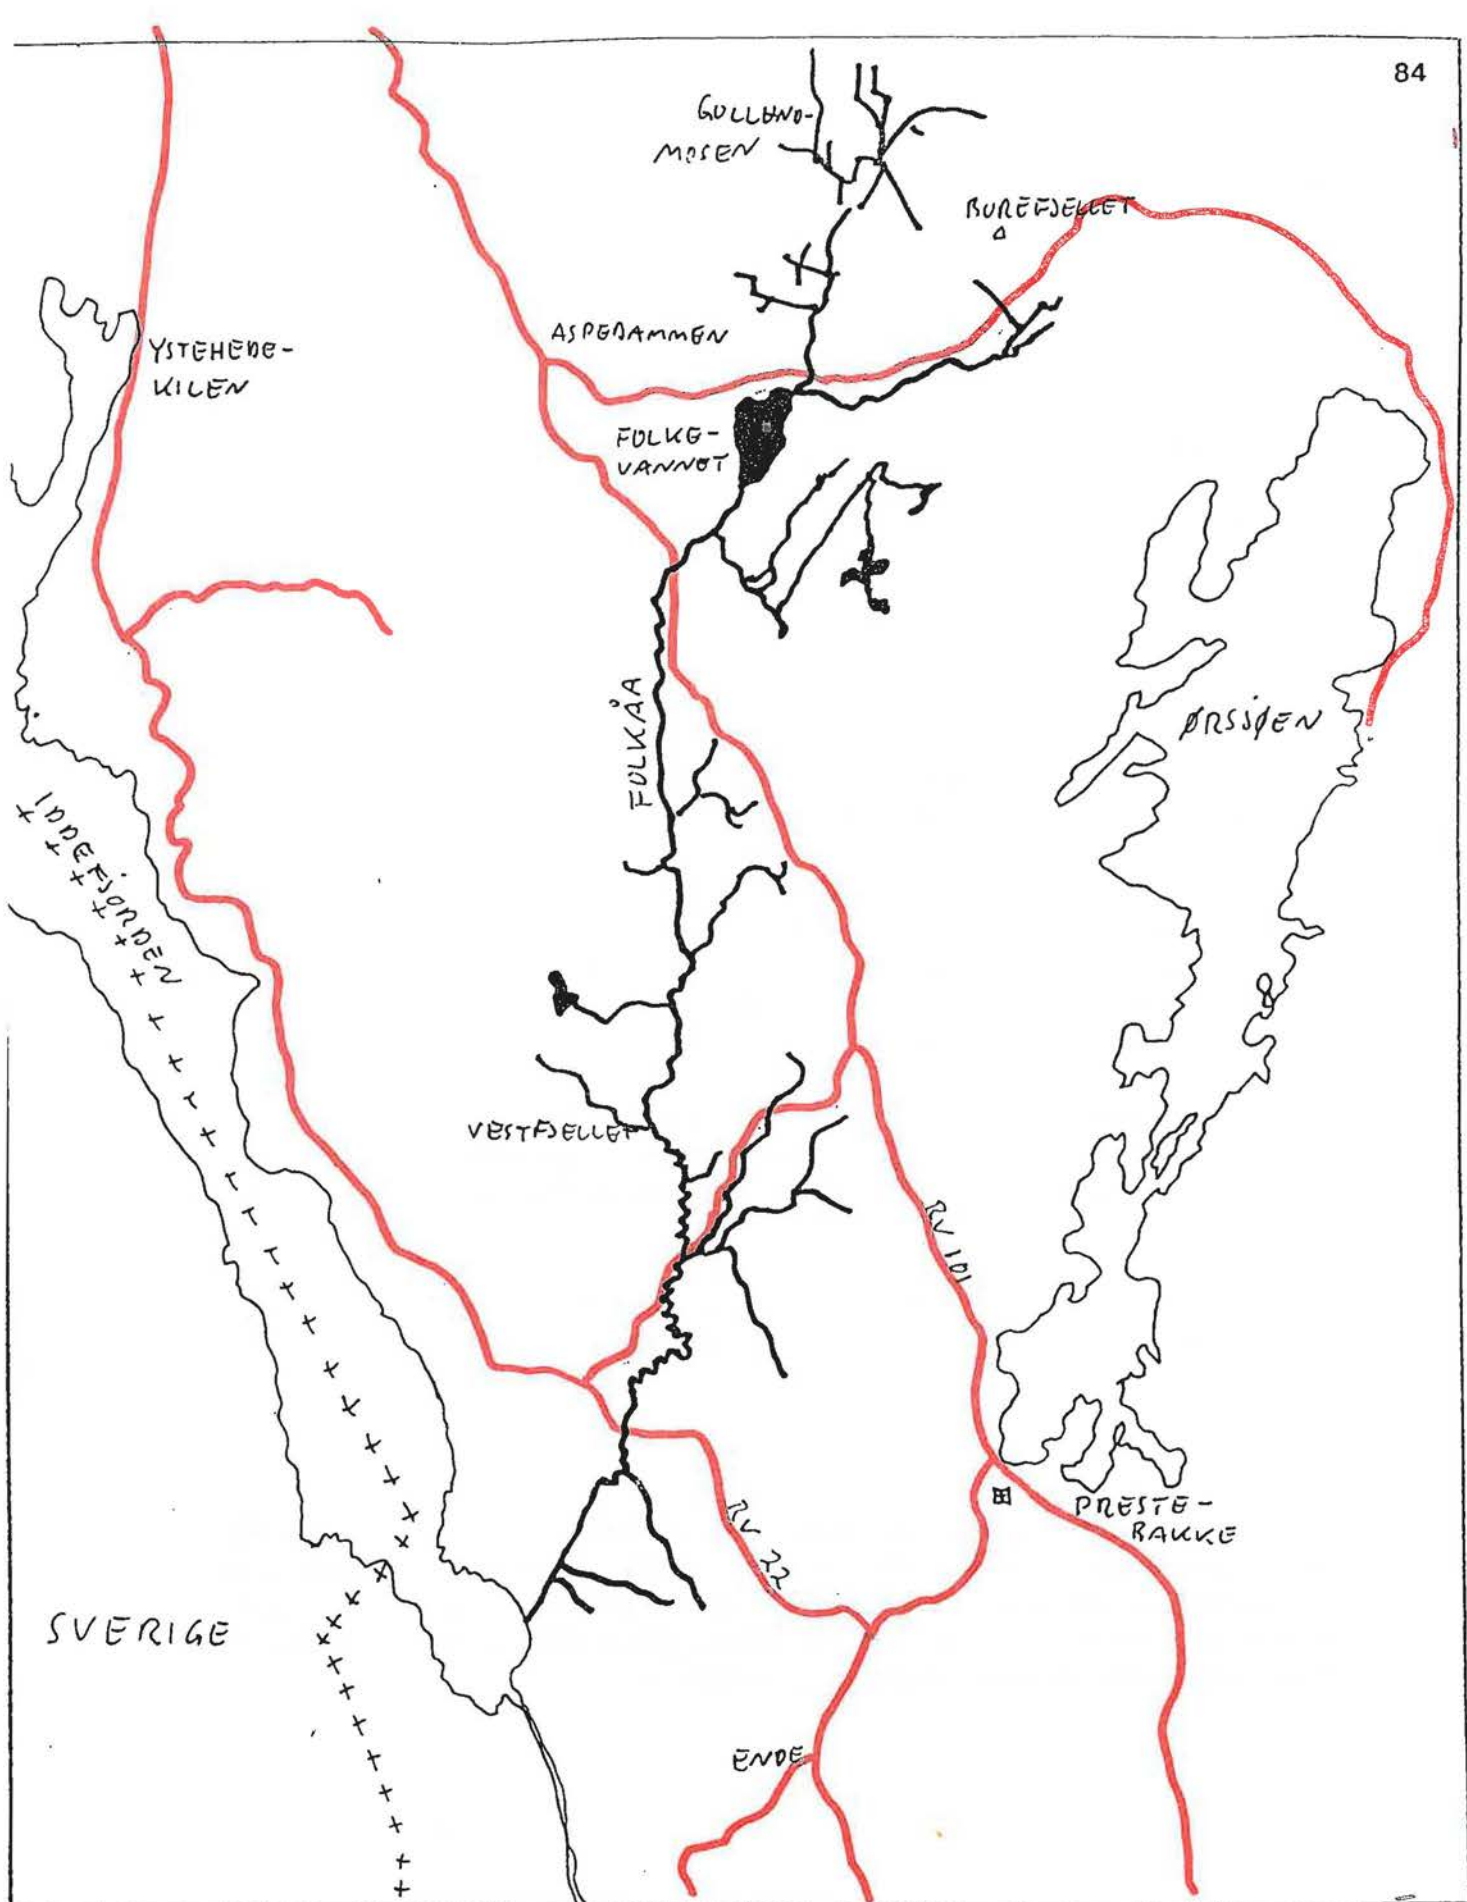 84
GULLUND-
MOSEN
BUREFJELLET
ASPEDAMMEN
YSTEHEDE-
KILEN
FOLKE-
VANNET
FOLKÅA
ØRSJØEN
IDDEFJORDEN
VESTFJELLET
RV 101
RV 22
PRESTE-
BAKKE
SVERIGE
ENDE